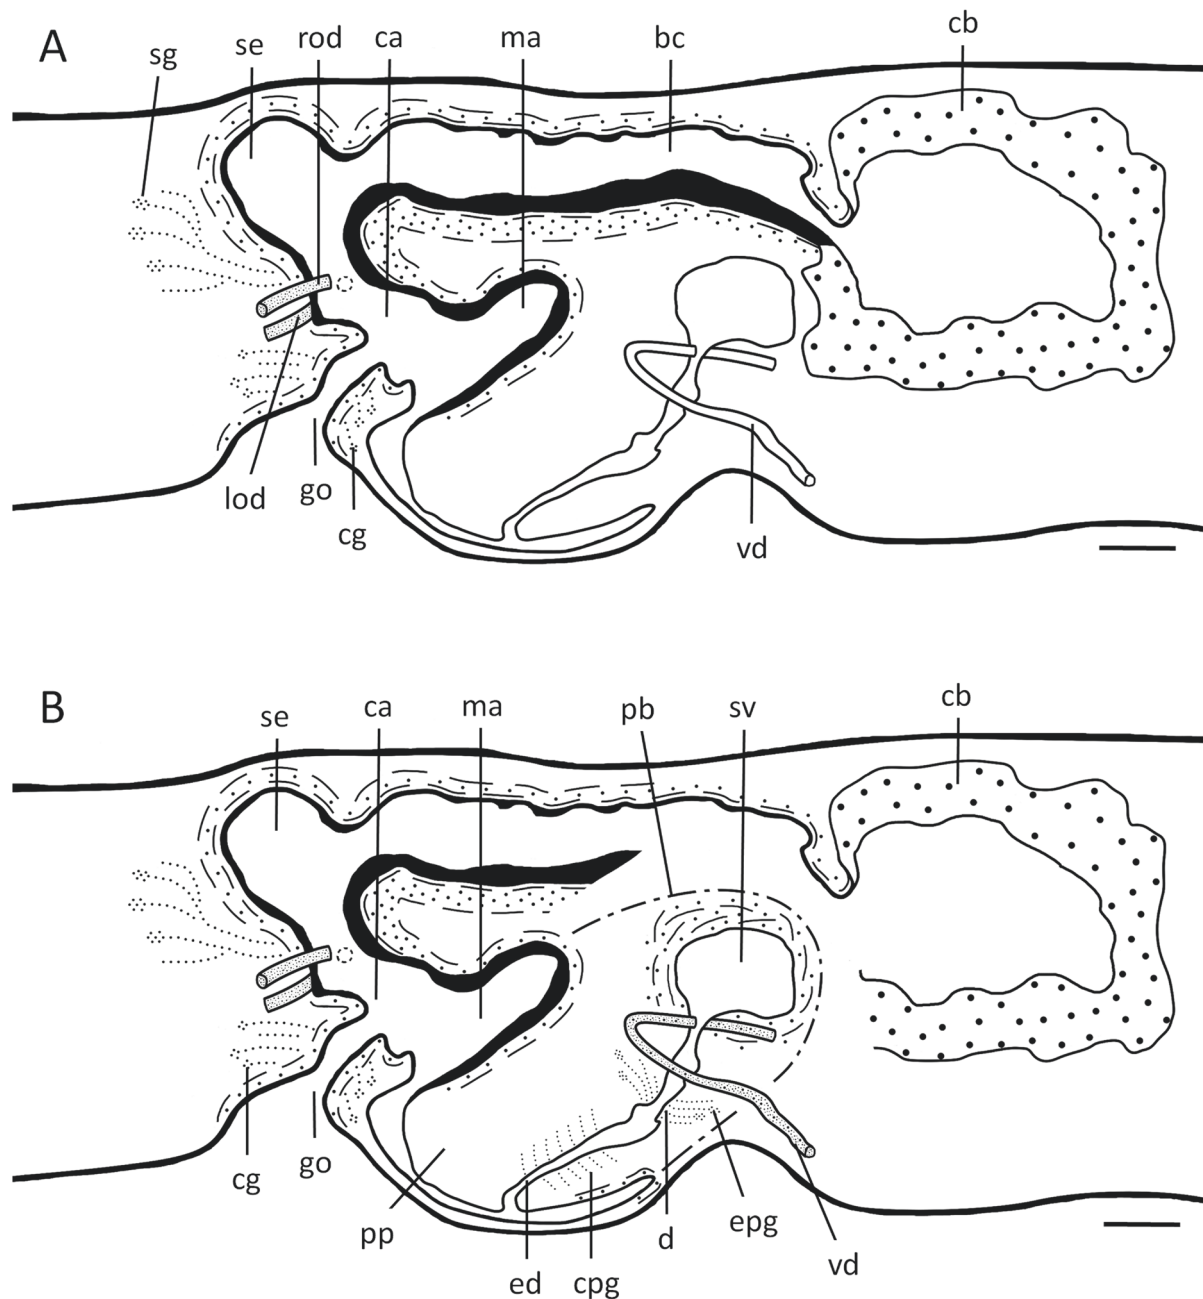 A
sg se rod ca ma bc cb
lod go cg vd
B
se ca ma pb sv cb
cg go pp ed cpg d epg vd